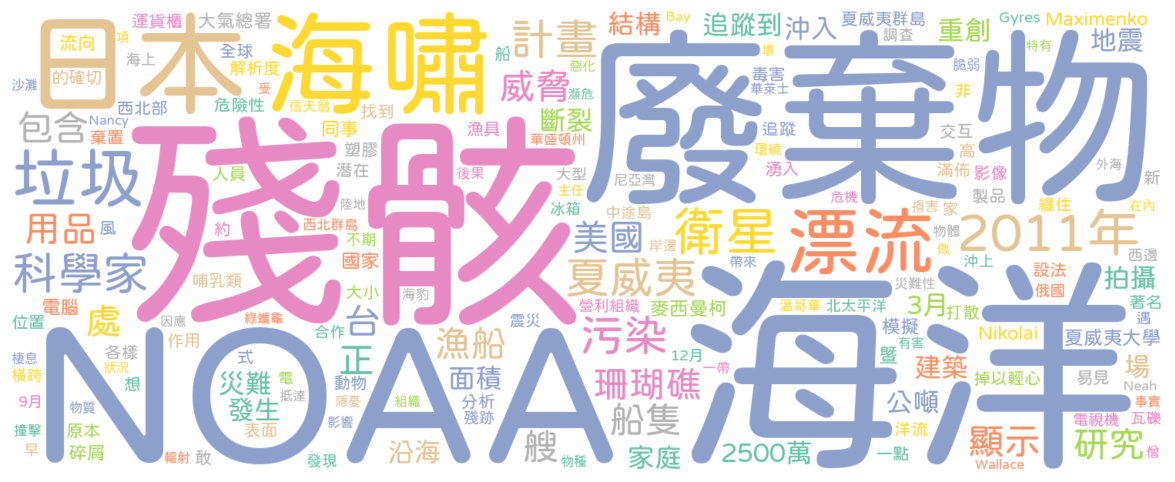 運貨櫃
大氣總署
結構
Bay
追蹤到
沖入
夏威夷群島
Gyres
Maximenko
流向
日本
項
海嘯
計畫
重創
地震
調查
特有
海上
全球
船
廢棄物
的確切
解析度
惡化
威脅
毒害
壞
脆弱
沙灘
受
華萊士
西北部
危險性
信天翁
找到
瀕危
非
包含
Nancy
棄置
同事
漁具
斷裂
追蹤
交互
華盛頓州
塑膠
殘骸
環繞
高
外海
垃圾
人員
潛在
後果
大型
湧入
滿佈
影像
新
主任
尼亞灣
陸地
冰箱
危機
製品
纏住
在內
用品
風
約
西北群島
中途島
損害
家
不期
美國
衛星
漂流
物體
2011年
科學家
國家
岸邊
做
西邊
哺乳類
夏威夷
帶來
沖上
大小
海豹
災難性
設法
拍攝
電腦
營利組織
麥西曼柯
溫哥華
北太平洋
俄國
3月
打散
著名
位置
處
因應
綠蠵龜
合作
台
震災
污染
模擬
Nikolai
遇
夏威夷大學
棲息
各樣
作用
漁船
12月
有害
暨
NOAA
海洋
橫跨
狀況
想
式
正
面積
一帶
建築
場
災難
電
動物
珊瑚礁
掉以輕心
易見
Neah
9月
物質
發生
抵達
隱憂
組織
分析
公噸
事實
撞擊
原本
表面
影響
殘跡
船隻
洋流
電視機
瓦礫
早
碎屑
沿海
艘
顯示
研究
輻射
敢
發現
物種
家庭
2500萬
一點
Wallace
僧